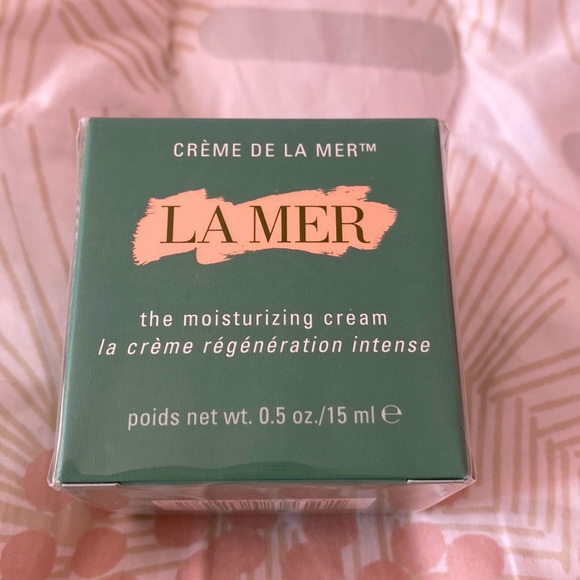 CRÈME DE LA MER™
LA MER
the moisturizing cream
la crème régénération intense
poids net wt. 0.5 oz./15 ml ℮